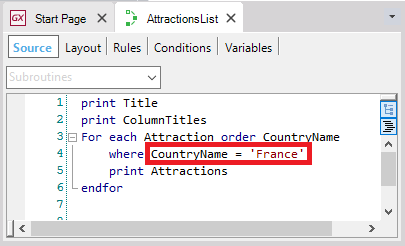 GX Start Page AttractionsList
Source Layout Rules Conditions Variables
Subroutines
1 print Title
2 print ColumnTitles
3 For each Attraction order CountryName
4 where CountryName = 'France'
5 print Attractions
6 endfor
7